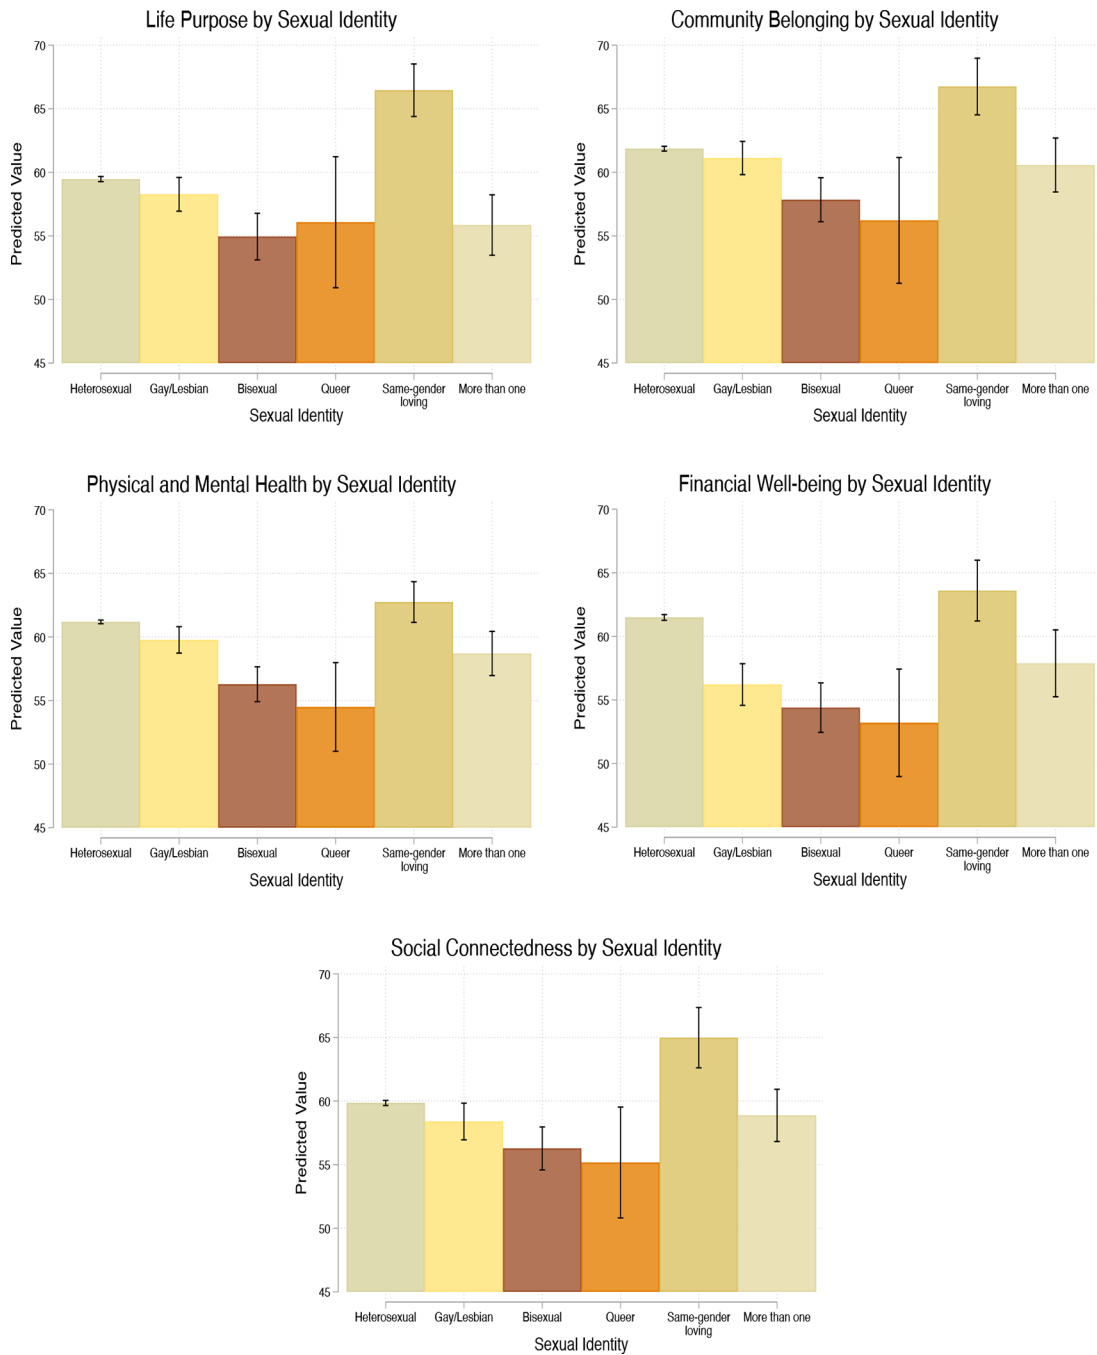 Life Purpose by Sexual Identity
Predicted Value
70
65
60
55
50
45
Heterosexual Gay/Lesbian Bisexual Queer Same-gender loving More than one
Sexual Identity
Community Belonging by Sexual Identity
Predicted Value
70
65
60
55
50
45
Heterosexual Gay/Lesbian Bisexual Queer Same-gender loving More than one
Sexual Identity
Physical and Mental Health by Sexual Identity
Predicted Value
70
65
60
55
50
45
Heterosexual Gay/Lesbian Bisexual Queer Same-gender loving More than one
Sexual Identity
Financial Well-being by Sexual Identity
Predicted Value
70
65
60
55
50
45
Heterosexual Gay/Lesbian Bisexual Queer Same-gender loving More than one
Sexual Identity
Social Connectedness by Sexual Identity
Predicted Value
70
65
60
55
50
45
Heterosexual Gay/Lesbian Bisexual Queer Same-gender loving More than one
Sexual Identity